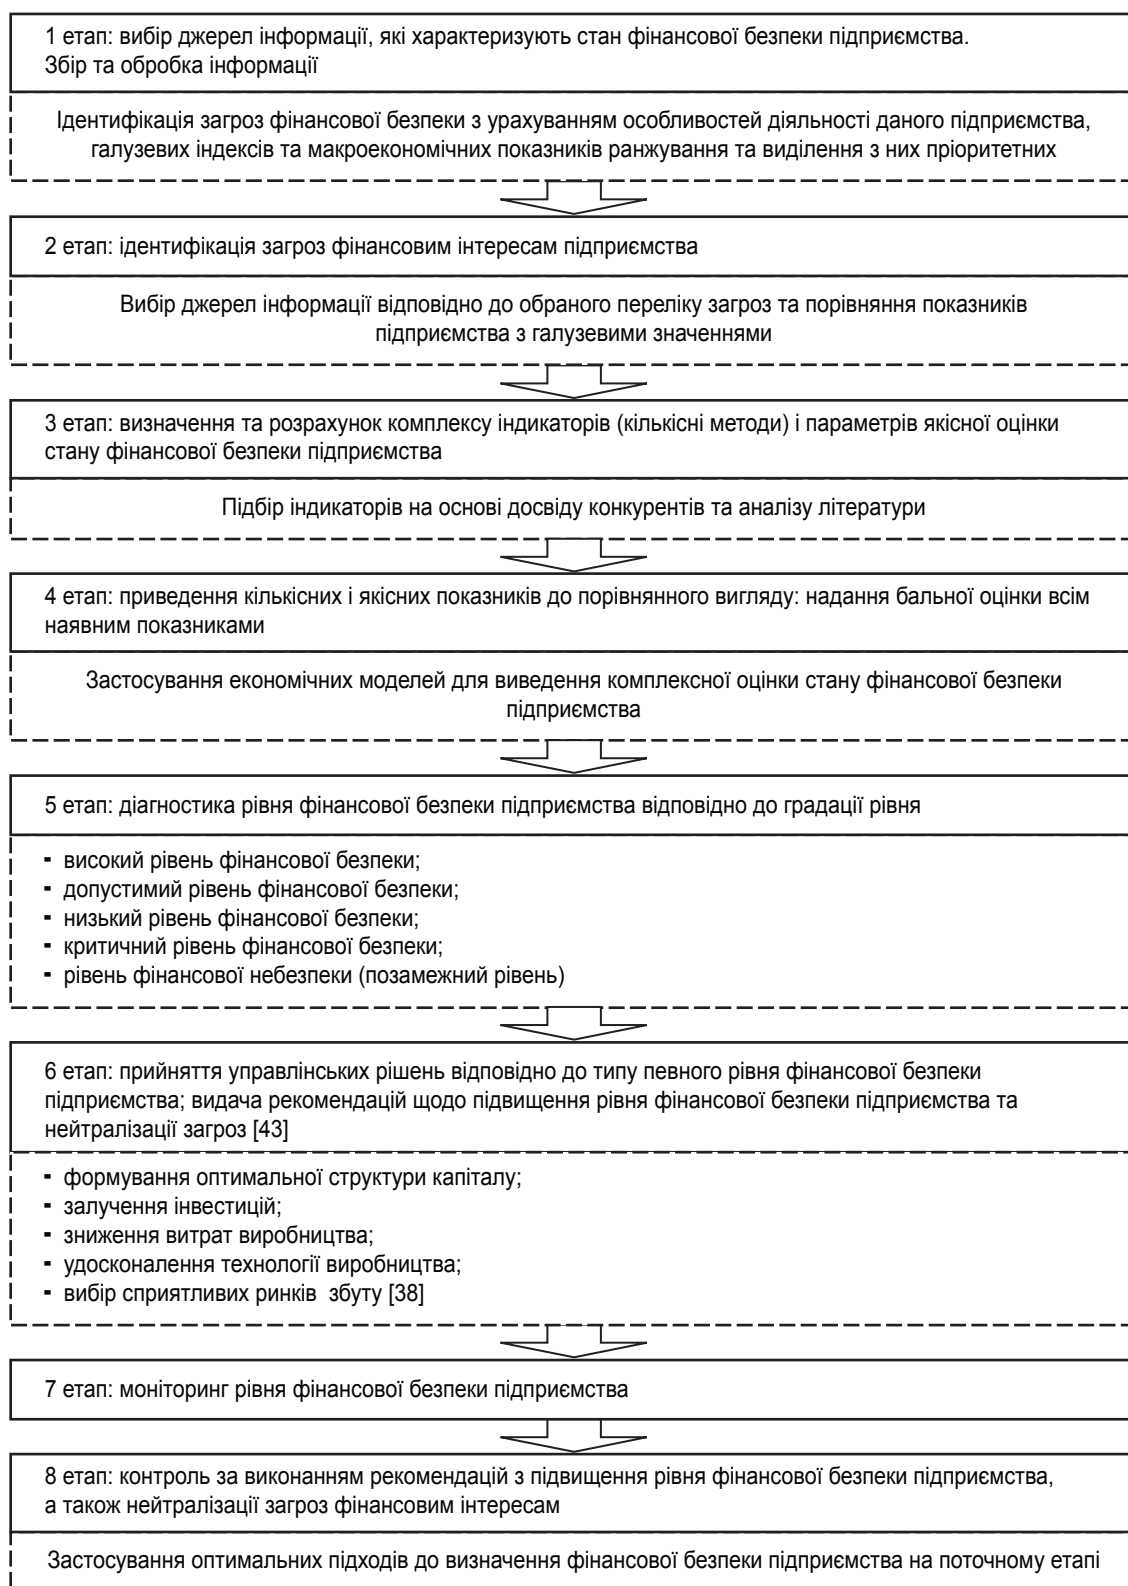 1 етап: вибір джерел інформації, які характеризують стан фінансової безпеки підприємства.
Збір та обробка інформації
Ідентифікація загроз фінансової безпеки з урахуванням особливостей діяльності даного підприємства,
галузевих індексів та макроекономічних показників ранжування та виділення з них пріоритетних
2 етап: ідентифікація загроз фінансовим інтересам підприємства
Вибір джерел інформації відповідно до обраного переліку загроз та порівняння показників
підприємства з галузевими значеннями
3 етап: визначення та розрахунок комплексу індикаторів (кількісні методи) і параметрів якісної оцінки
стану фінансової безпеки підприємства
Підбір індикаторів на основі досвіду конкурентів та аналізу літератури
4 етап: приведення кількісних і якісних показників до порівнянного вигляду: надання бальної оцінки всім
наявним показниками
Застосування економічних моделей для виведення комплексної оцінки стану фінансової безпеки
підприємства
5 етап: діагностика рівня фінансової безпеки підприємства відповідно до градації рівня
- високий рівень фінансової безпеки;
- допустимий рівень фінансової безпеки;
- низький рівень фінансової безпеки;
- критичний рівень фінансової безпеки;
- рівень фінансової небезпеки (позамежний рівень)
6 етап: прийняття управлінських рішень відповідно до типу певного рівня фінансової безпеки
підприємства; видача рекомендацій щодо підвищення рівня фінансової безпеки підприємства та
нейтралізації загроз [43]
- формування оптимальної структури капіталу;
- залучення інвестицій;
- зниження витрат виробництва;
- удосконалення технології виробництва;
- вибір сприятливих ринків збуту [38]
7 етап: моніторинг рівня фінансової безпеки підприємства
8 етап: контроль за виконанням рекомендацій з підвищення рівня фінансової безпеки підприємства,
а також нейтралізації загроз фінансовим інтересам
Застосування оптимальних підходів до визначення фінансової безпеки підприємства на поточному етапі